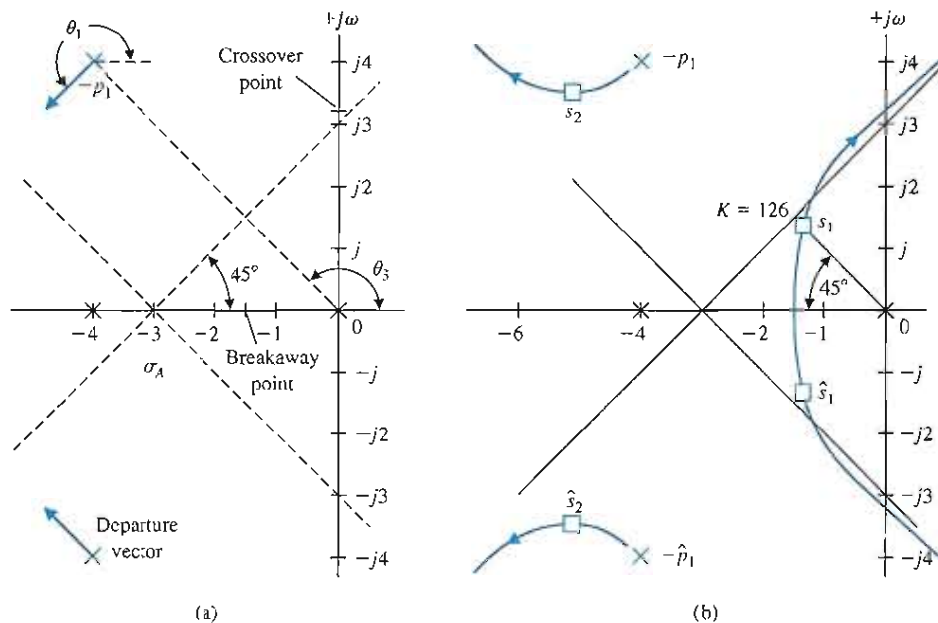 +jω
θ₁
Crossover
point
j4
−p₁
j3
j2
j
45°
θ₃
−4
−3
−2
−1
0
σ_A
Breakaway
point
−j
−j2
−j3
Departure
vector
−j4
(a)
+jω
−p₁
j4
s₂
j3
j2
K = 126
s₁
j
45°
−6
−4
−2
−1
0
−j
ŝ₁
−j2
−j3
ŝ₂
−p̂₁
−j4
(b)